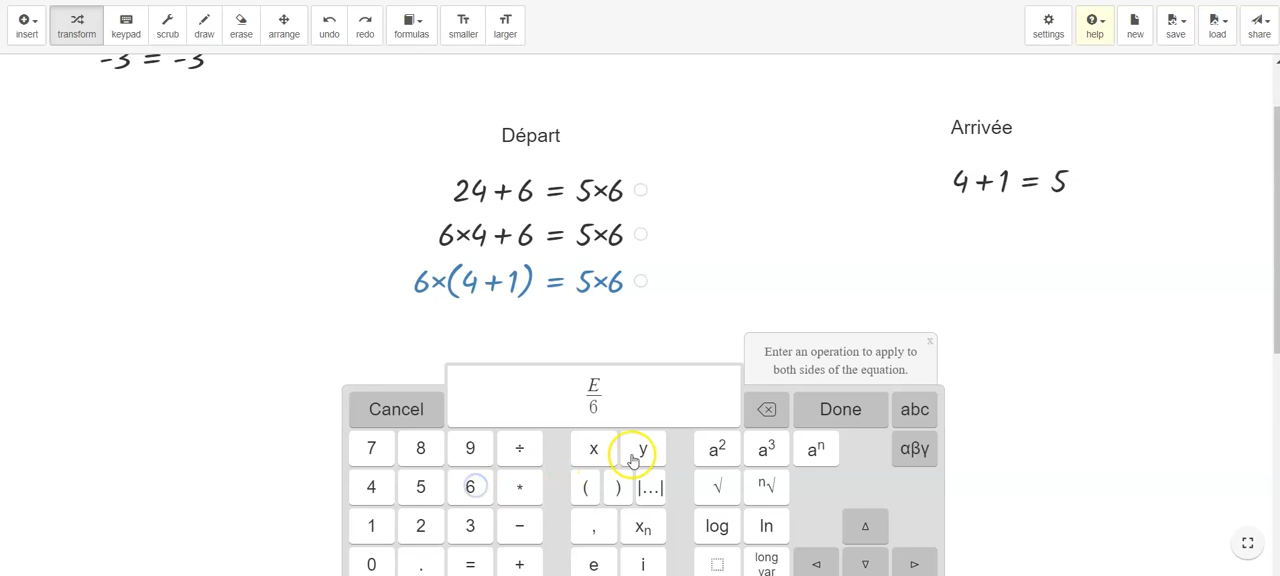 insert transform keypad scrub draw erase arrange undo redo formulas smaller larger settings help new save load share
-3 = -3
Départ
Arrivée
24+6 = 5×6
4+1 = 5
6×4+6 = 5×6
6×(4+1) = 5×6
x
Enter an operation to apply to
both sides of the equation.
E/6
Cancel Done abc
7 8 9 ÷ x y a² a³ aⁿ αβγ
4 5 6 * ( ) |...| √ ⁿ√
1 2 3 − , xₙ log ln Δ
0 . = + e i long ◁ ▽ ▷
var